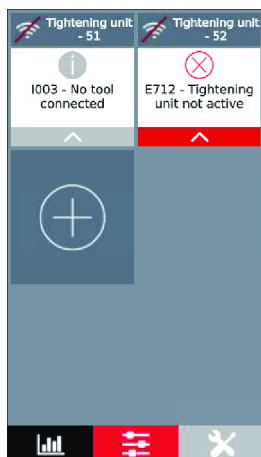 Tightening unit
- 51
Tightening unit
- 52
I003 - No tool
connected
E712 - Tightening
unit not active